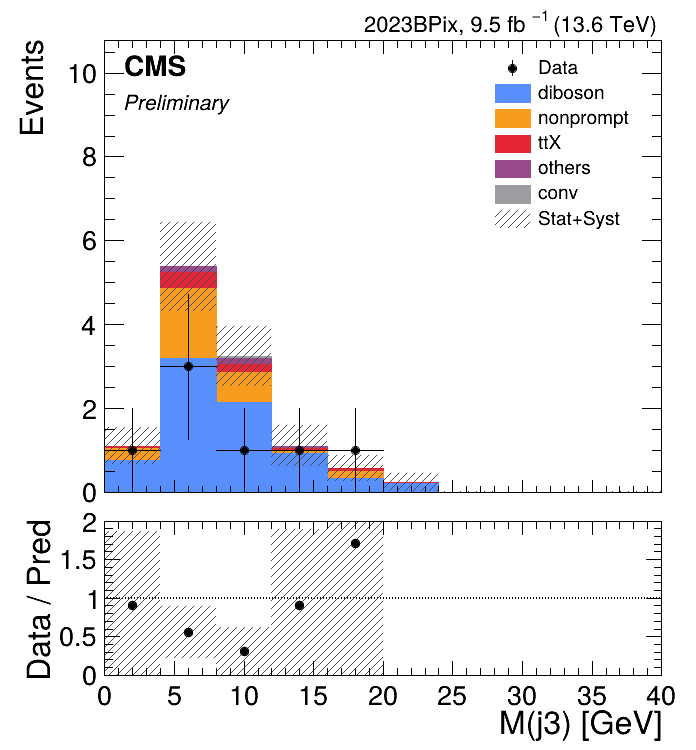 2023BPix, 9.5 fb⁻¹ (13.6 TeV)
Events
CMS
Preliminary
Data
diboson
nonprompt
ttX
others
conv
Stat+Syst
10
8
6
4
2
0
Data / Pred
2
1.5
1
0.5
0
0 5 10 15 20 25 30 35 40
M(j3) [GeV]